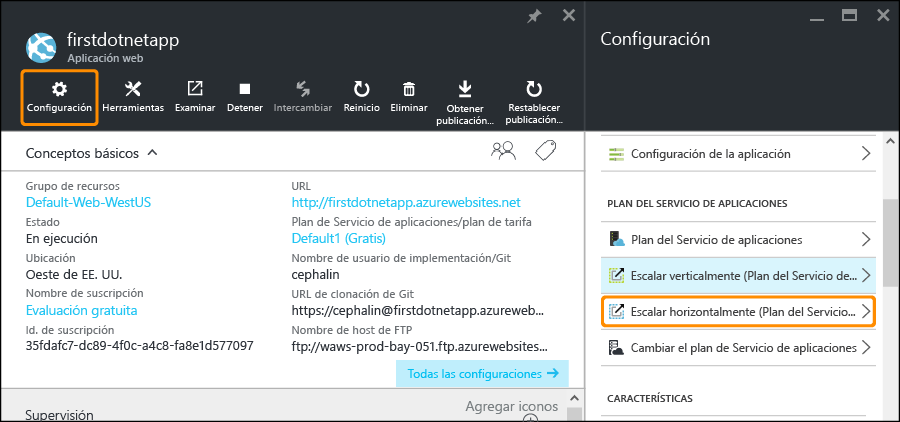 firstdotnetapp
Aplicación web
Configuración
Herramientas
Examinar
Detener
Intercambiar
Reinicio
Eliminar
Obtener
publicación...
Restablecer
publicación...
Conceptos básicos
Grupo de recursos
Default-Web-WestUS
Estado
En ejecución
Ubicación
Oeste de EE. UU.
Nombre de suscripción
Evaluación gratuita
Id. de suscripción
35fdafc7-dc89-4f0c-a4c8-fa8e1d577097
URL
http://firstdotnetapp.azurewebsites.net
Plan de Servicio de aplicaciones/plan de tarifa
Default1 (Gratis)
Nombre de usuario de implementación/Git
cephalin
URL de clonación de Git
https://cephalin@firstdotnetapp.azureweb...
Nombre de host de FTP
ftp://waws-prod-bay-051.ftp.azurewebsites...
Todas las configuraciones
Supervisión
Agregar iconos
Configuración
Configuración de la aplicación
PLAN DEL SERVICIO DE APLICACIONES
Plan del Servicio de aplicaciones
Escalar verticalmente (Plan del Servicio de...
Escalar horizontalmente (Plan del Servicio...
Cambiar el plan de Servicio de aplicaciones
CARACTERÍSTICAS